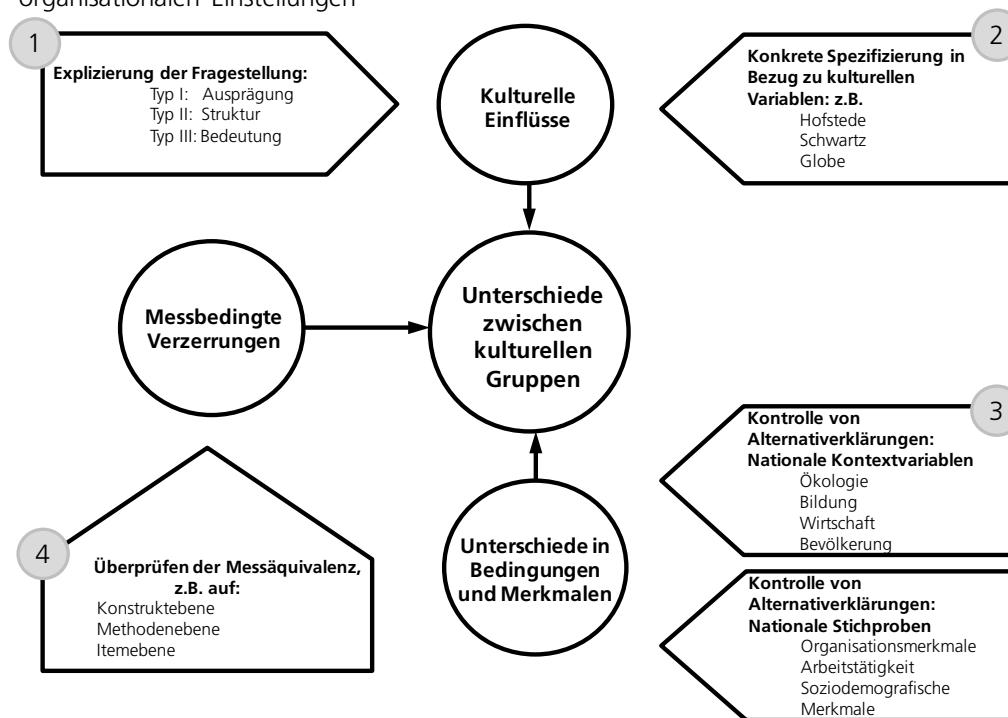 organisationalen Einstellungen
1
Explizierung der Fragestellung:
Typ I: Ausprägung
Typ II: Struktur
Typ III: Bedeutung
Kulturelle
Einflüsse
2
Konkrete Spezifizierung in
Bezug zu kulturellen
Variablen: z.B.
Hofstede
Schwartz
Globe
Messbedingte
Verzerrungen
Unterschiede
zwischen
kulturellen
Gruppen
3
Kontrolle von
Alternativerklärungen:
Nationale Kontextvariablen
Ökologie
Bildung
Wirtschaft
Bevölkerung
4
Überprüfen der Messäquivalenz,
z.B. auf:
Konstruktebene
Methodenebene
Itemebene
Unterschiede in
Bedingungen
und Merkmalen
Kontrolle von
Alternativerklärungen:
Nationale Stichproben
Organisationsmerkmale
Arbeitstätigkeit
Soziodemografische
Merkmale